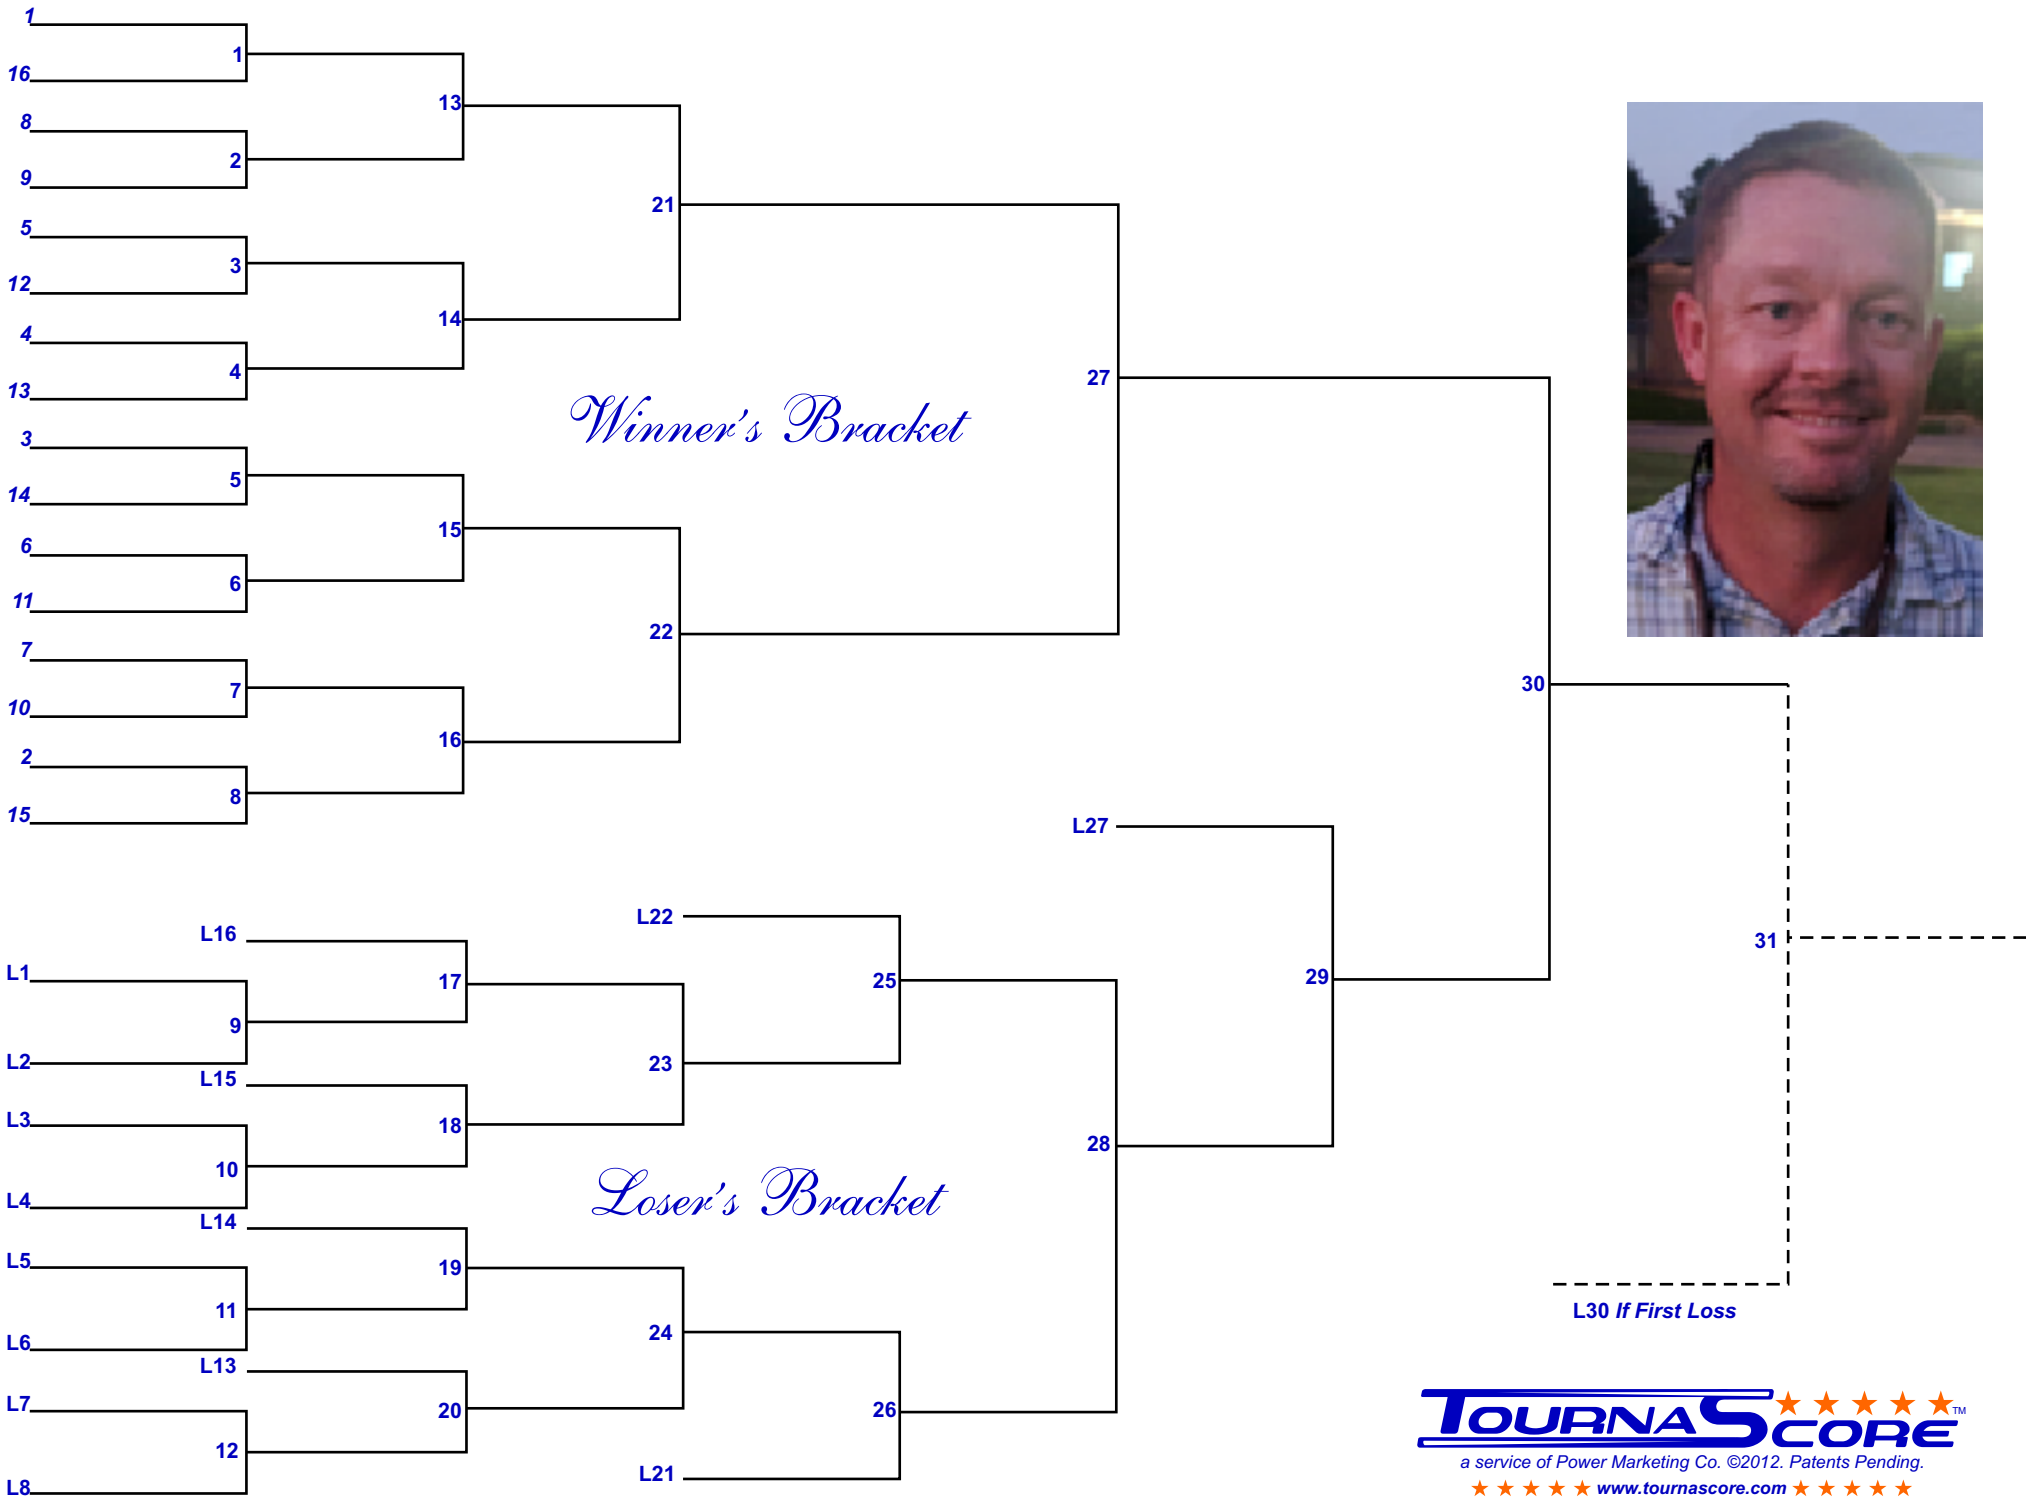 1
1
16
13
8
2
9
21
5
3
12
14
4
4
13
27
Winner's Bracket
3
5
14
15
6
6
11
22
7
7
10
30
16
2
8
15
L27
L22
L16
31
L1
17
25
29
9
L2
23
L15
L3
18
28
10
L4
Loser's Bracket
L14
L5
19
11
L30 If First Loss
24
L6
L13
L7
20
26
12
L21
L8
TOURNASCORE™
a service of Power Marketing Co. ©2012. Patents Pending.
www.tournascore.com